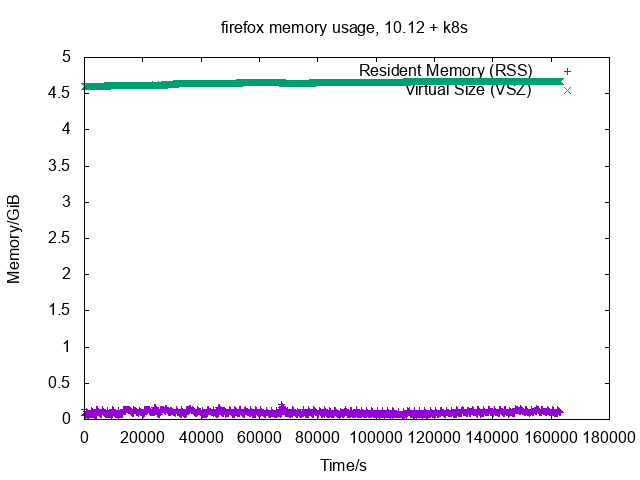 firefox memory usage, 10.12 + k8s
5
4.5
4
3.5
3
2.5
2
1.5
1
0.5
0
Memory/GiB
Resident Memory (RSS)
Virtual Size (VSZ)
0 20000 40000 60000 80000 100000 120000 140000 160000 180000
Time/s